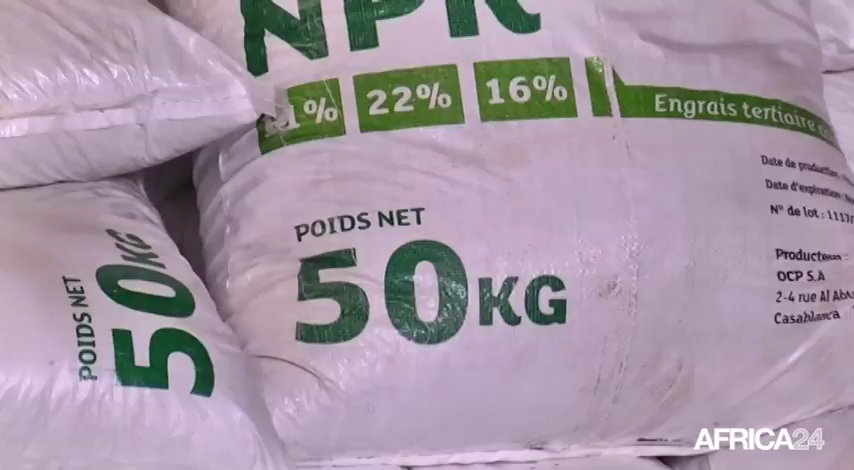 NPK
% 22% 16%
Engrais tertiaire
Date de production
Date d'expiration
N° de lot : 1113
POIDS NET
50KG
Producteur :
OCP S.A
2-4 rue Al
Casablanca
POIDS NET
50KG
AFRICA24